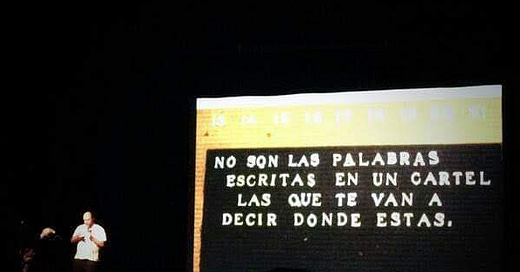 NO SON LAS PALABRAS
ESCRITAS EN UN CARTEL
LAS QUE TE VAN A
DECIR DONDE ESTAS.